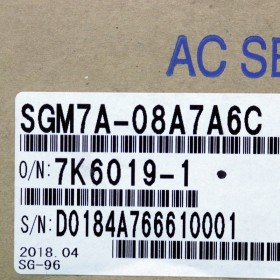 AC SE
SGM7A-08A7A6C
O/N: 7K6019-1
S/N: D0184A766610001
2018.04
SG-96